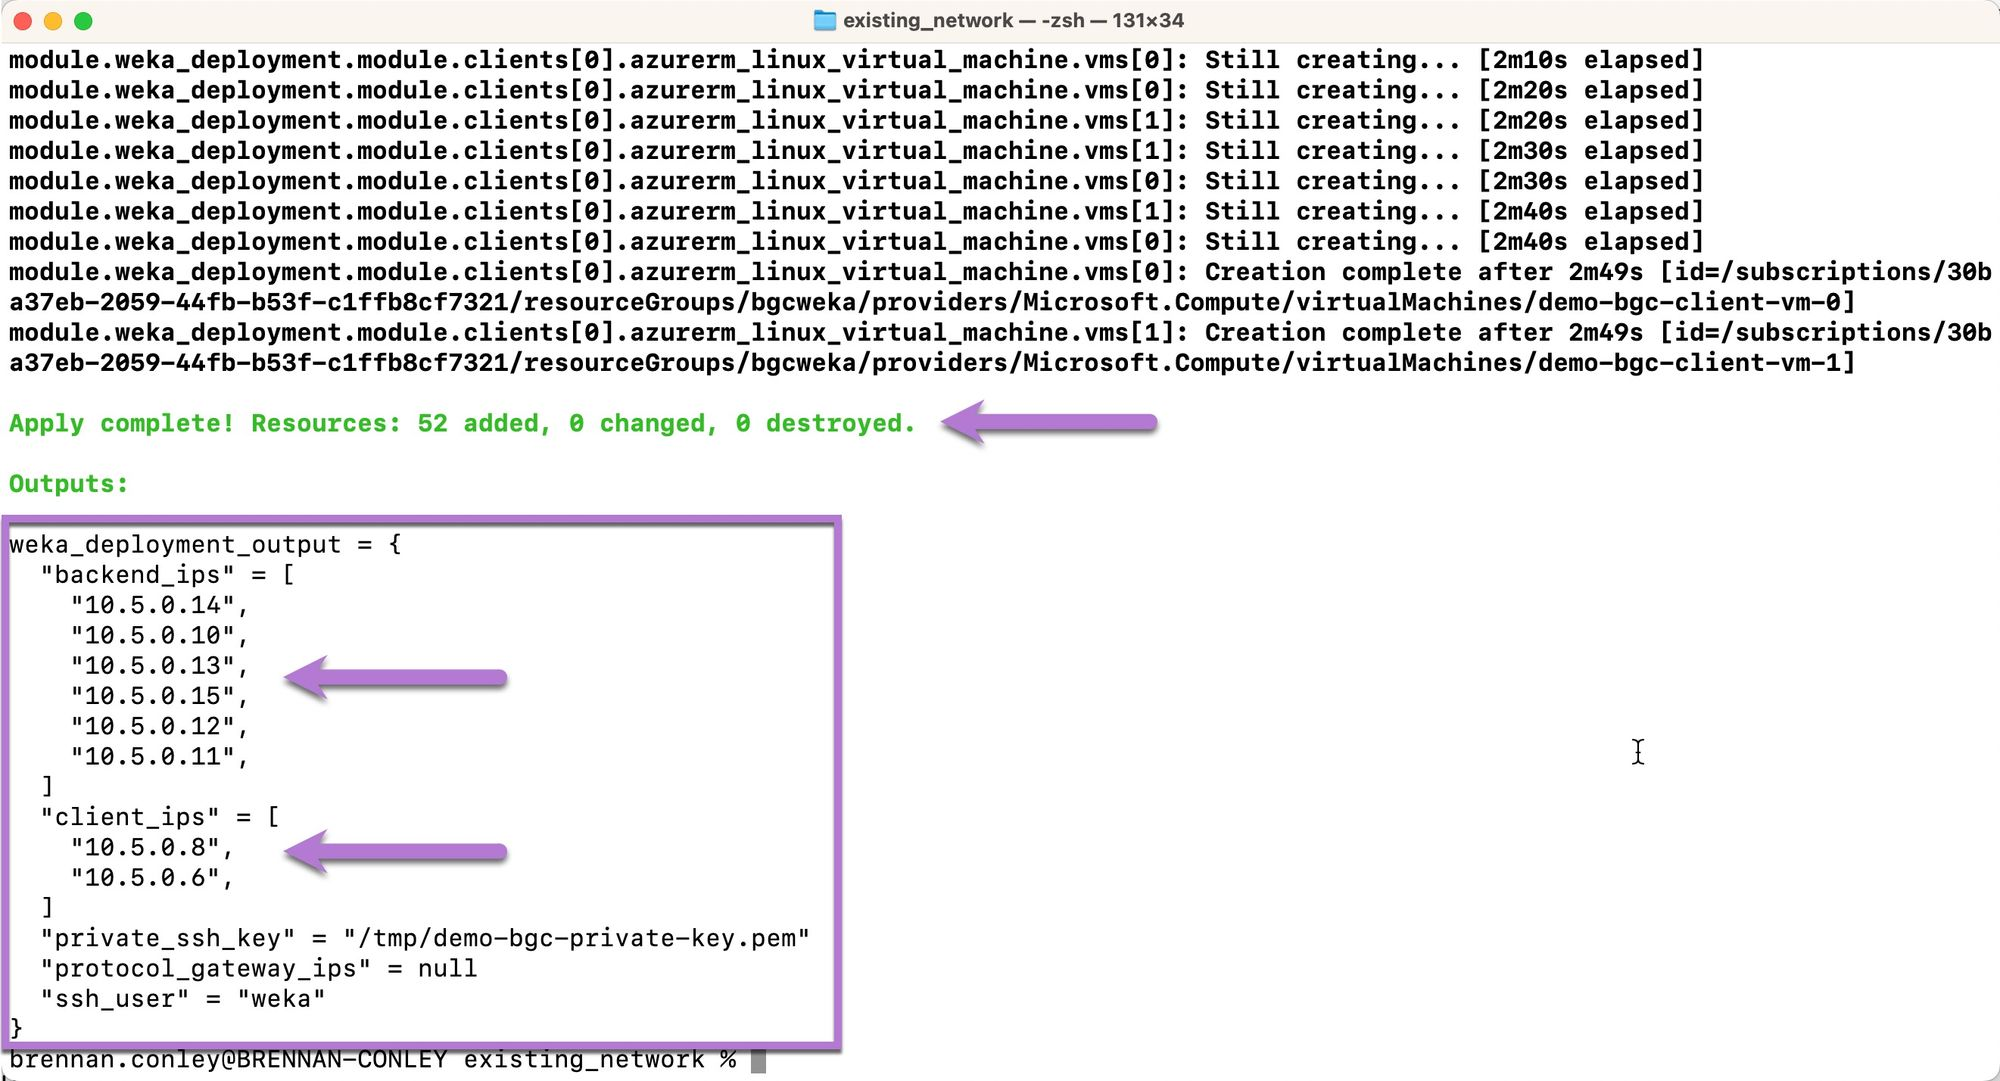 existing_network — -zsh — 131×34
module.weka_deployment.module.clients[0].azurerm_linux_virtual_machine.vms[0]: Still creating... [2m10s elapsed]
module.weka_deployment.module.clients[0].azurerm_linux_virtual_machine.vms[0]: Still creating... [2m20s elapsed]
module.weka_deployment.module.clients[0].azurerm_linux_virtual_machine.vms[1]: Still creating... [2m20s elapsed]
module.weka_deployment.module.clients[0].azurerm_linux_virtual_machine.vms[1]: Still creating... [2m30s elapsed]
module.weka_deployment.module.clients[0].azurerm_linux_virtual_machine.vms[0]: Still creating... [2m30s elapsed]
module.weka_deployment.module.clients[0].azurerm_linux_virtual_machine.vms[1]: Still creating... [2m40s elapsed]
module.weka_deployment.module.clients[0].azurerm_linux_virtual_machine.vms[0]: Still creating... [2m40s elapsed]
module.weka_deployment.module.clients[0].azurerm_linux_virtual_machine.vms[0]: Creation complete after 2m49s [id=/subscriptions/30b
a37eb-2059-44fb-b53f-c1ffb8cf7321/resourceGroups/bgcweka/providers/Microsoft.Compute/virtualMachines/demo-bgc-client-vm-0]
module.weka_deployment.module.clients[0].azurerm_linux_virtual_machine.vms[1]: Creation complete after 2m49s [id=/subscriptions/30b
a37eb-2059-44fb-b53f-c1ffb8cf7321/resourceGroups/bgcweka/providers/Microsoft.Compute/virtualMachines/demo-bgc-client-vm-1]
Apply complete! Resources: 52 added, 0 changed, 0 destroyed.
Outputs:
weka_deployment_output = {
  "backend_ips" = [
    "10.5.0.14",
    "10.5.0.10",
    "10.5.0.13",
    "10.5.0.15",
    "10.5.0.12",
    "10.5.0.11",
  ]
  "client_ips" = [
    "10.5.0.8",
    "10.5.0.6",
  ]
  "private_ssh_key" = "/tmp/demo-bgc-private-key.pem"
  "protocol_gateway_ips" = null
  "ssh_user" = "weka"
}
brennan.conley@BRENNAN-CONLEY existing_network %